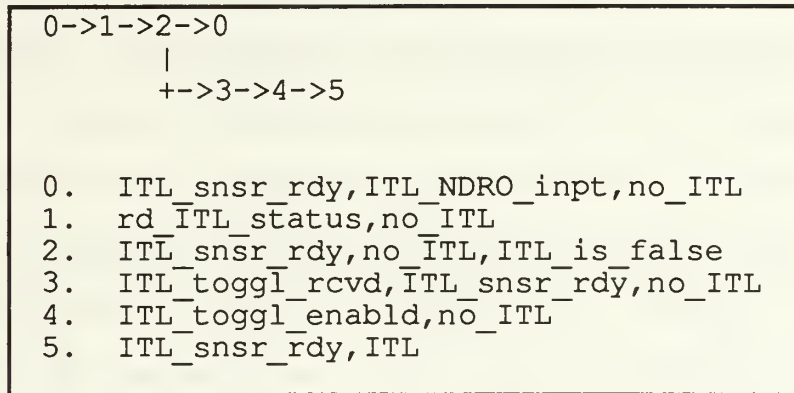 0->1->2->0
|
+->3->4->5
0. ITL_snsr_rdy,ITL_NDRO_inpt,no_ITL
1. rd_ITL_status,no_ITL
2. ITL_snsr_rdy,no_ITL,ITL_is_false
3. ITL_toggl_rcvd,ITL_snsr_rdy,no_ITL
4. ITL_toggl_enabld,no_ITL
5. ITL_snsr_rdy,ITL